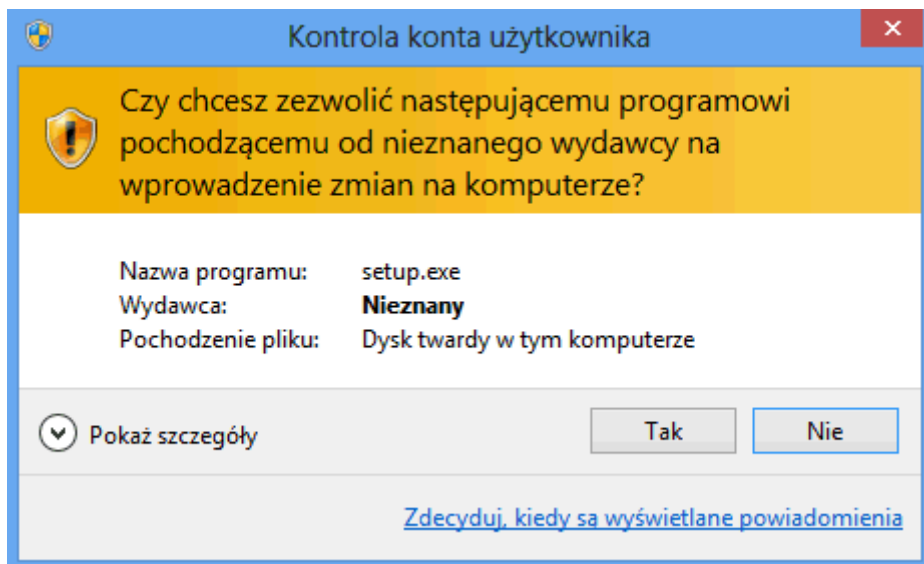 Kontrola konta użytkownika
Czy chcesz zezwolić następującemu programowi
pochodzącemu od nieznanego wydawcy na
wprowadzenie zmian na komputerze?
Nazwa programu: setup.exe
Wydawca: Nieznany
Pochodzenie pliku: Dysk twardy w tym komputerze
Pokaż szczegóły Tak Nie
Zdecyduj, kiedy są wyświetlane powiadomienia